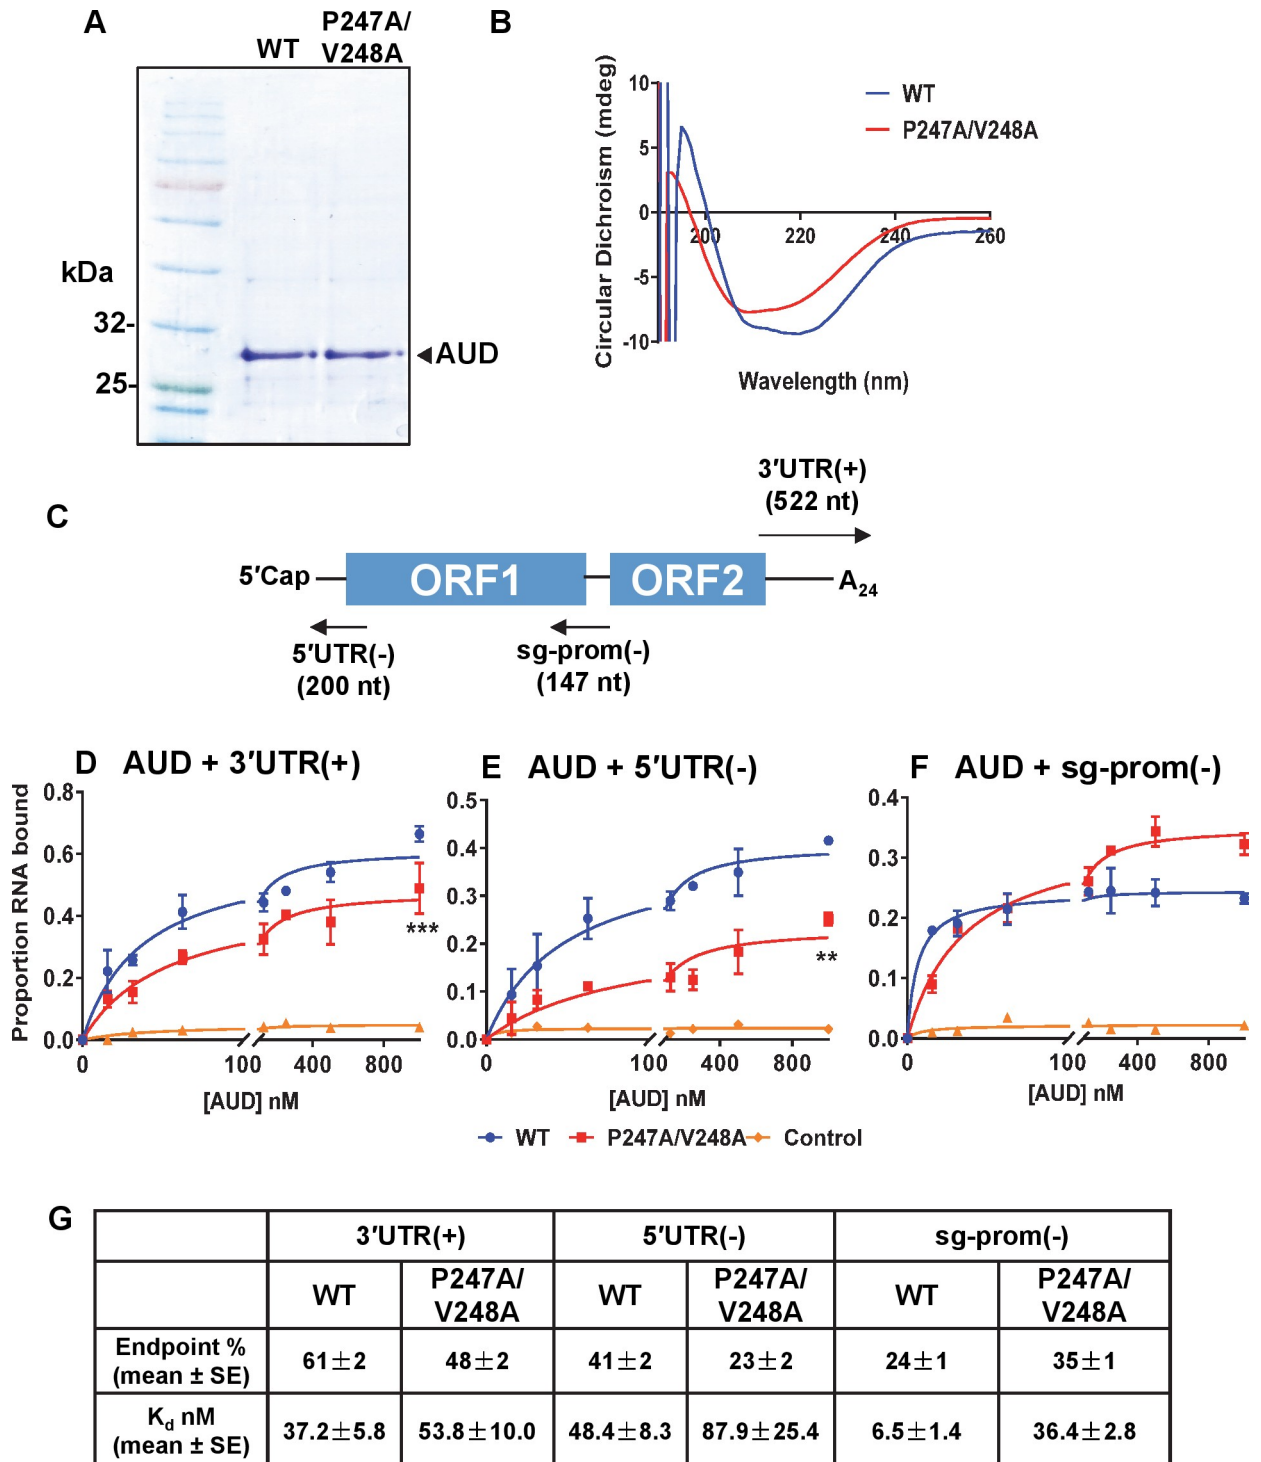 A
WT
P247A/
V248A
kDa
32-
25-
AUD
B
Circular Dichroism (mdeg)
10
5
0
-5
-10
200
220
240
260
WT
P247A/V248A
Wavelength (nm)
C
3′UTR(+)
(522 nt)
5′Cap
ORF1
ORF2
A24
5′UTR(-)
(200 nt)
sg-prom(-)
(147 nt)
D AUD + 3′UTR(+)
Proportion RNA bound
0.8
0.6
0.4
0.2
0.0
0
100
400
800
***
[AUD] nM
E AUD + 5′UTR(-)
0.5
0.4
0.3
0.2
0.1
0.0
0
100
400
800
**
[AUD] nM
F AUD + sg-prom(-)
0.4
0.3
0.2
0.1
0.0
0
100
400
800
[AUD] nM
WT P247A/V248A Control
G
3′UTR(+) 5′UTR(-) sg-prom(-)
WT P247A/ V248A WT P247A/ V248A WT P247A/ V248A
Endpoint % (mean ± SE) 61±2 48±2 41±2 23±2 24±1 35±1
Kd nM (mean ± SE) 37.2±5.8 53.8±10.0 48.4±8.3 87.9±25.4 6.5±1.4 36.4±2.8